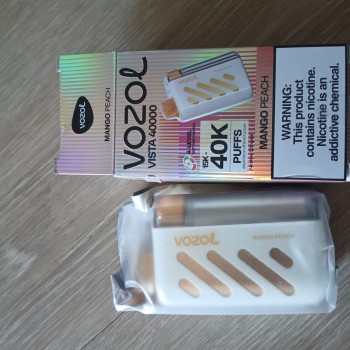 VOZOL
MANGO PEACH
VOZOL
VISTA 40000
15K -
40K
PUFFS
MANGO PEACH
WARNING:
This product
contains nicotine.
Nicotine is an
addictive chemical.
VOZOL
MANGO PEACH